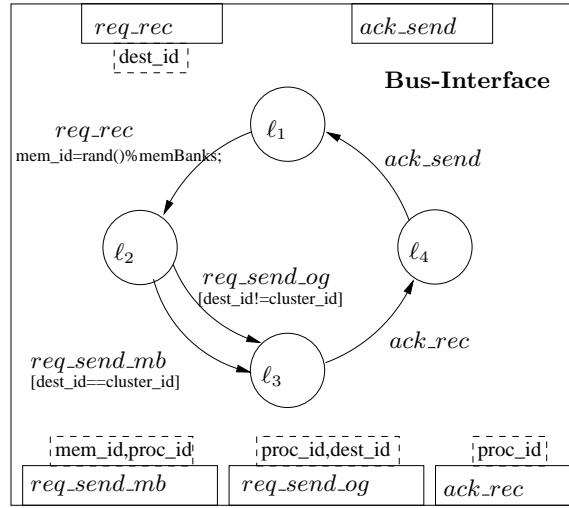 req_rec
ack_send
dest_id
Bus-Interface
ℓ1
req_rec
mem_id=rand()%memBanks;
ack_send
ℓ2
ℓ4
req_send_og
[dest_id!=cluster_id]
ack_rec
req_send_mb
[dest_id==cluster_id]
ℓ3
mem_id,proc_id
proc_id,dest_id
proc_id
req_send_mb
req_send_og
ack_rec